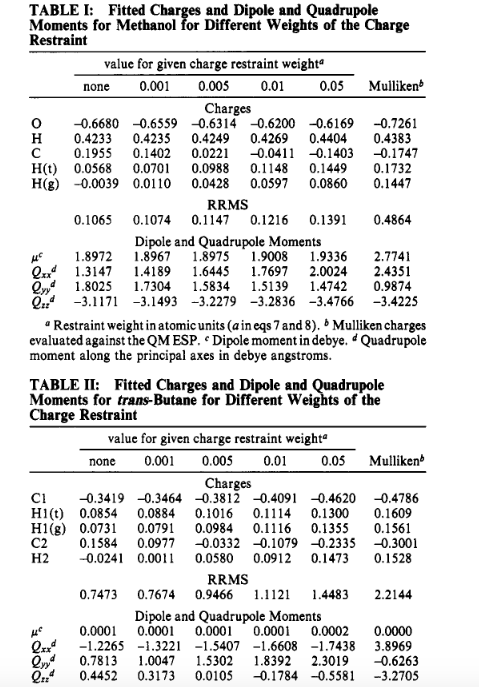 TABLE I: Fitted Charges and Dipole and Quadrupole
Moments for Methanol for Different Weights of the Charge
Restraint
value for given charge restraint weightᵃ
none 0.001 0.005 0.01 0.05 Mullikenᵇ
Charges
O −0.6680 −0.6559 −0.6314 −0.6200 −0.6169 −0.7261
H 0.4233 0.4235 0.4249 0.4269 0.4404 0.4383
C 0.1955 0.1402 0.0221 −0.0411 −0.1403 −0.1747
H(t) 0.0568 0.0701 0.0988 0.1148 0.1449 0.1732
H(g) −0.0039 0.0110 0.0428 0.0597 0.0860 0.1447
RRMS
0.1065 0.1074 0.1147 0.1216 0.1391 0.4864
Dipole and Quadrupole Moments
μᶜ 1.8972 1.8967 1.8975 1.9008 1.9336 2.7741
Qxxᵈ 1.3147 1.4189 1.6445 1.7697 2.0024 2.4351
Qyyᵈ 1.8025 1.7304 1.5834 1.5139 1.4742 0.9874
Qzzᵈ −3.1171 −3.1493 −3.2279 −3.2836 −3.4766 −3.4225
ᵃ Restraint weight in atomic units (a in eqs 7 and 8). ᵇ Mulliken charges
evaluated against the QM ESP. ᶜ Dipole moment in debye. ᵈ Quadrupole
moment along the principal axes in debye angstroms.
TABLE II: Fitted Charges and Dipole and Quadrupole
Moments for trans-Butane for Different Weights of the
Charge Restraint
value for given charge restraint weightᵃ
none 0.001 0.005 0.01 0.05 Mullikenᵇ
Charges
C1 −0.3419 −0.3464 −0.3812 −0.4091 −0.4620 −0.4786
H1(t) 0.0854 0.0884 0.1016 0.1114 0.1300 0.1609
H1(g) 0.0731 0.0791 0.0984 0.1116 0.1355 0.1561
C2 0.1584 0.0977 −0.0332 −0.1079 −0.2335 −0.3001
H2 −0.0241 0.0011 0.0580 0.0912 0.1473 0.1528
RRMS
0.7473 0.7674 0.9466 1.1121 1.4483 2.2144
Dipole and Quadrupole Moments
μᶜ 0.0001 0.0001 0.0001 0.0001 0.0002 0.0000
Qxxᵈ −1.2265 −1.3221 −1.5407 −1.6608 −1.7438 3.8969
Qyyᵈ 0.7813 1.0047 1.5302 1.8392 2.3019 −0.6263
Qzzᵈ 0.4452 0.3173 0.0105 −0.1784 −0.5581 −3.2705